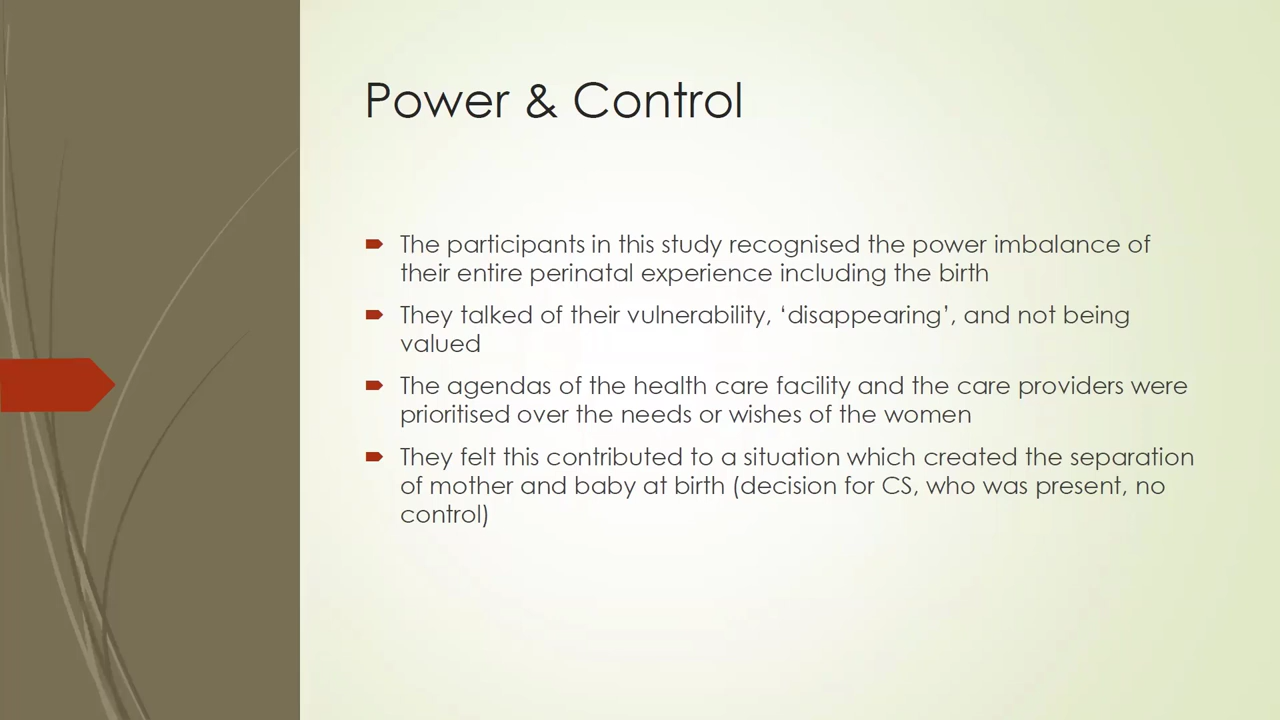 Power & Control
The participants in this study recognised the power imbalance of
their entire perinatal experience including the birth
They talked of their vulnerability, ‘disappearing’, and not being
valued
The agendas of the health care facility and the care providers were
prioritised over the needs or wishes of the women
They felt this contributed to a situation which created the separation
of mother and baby at birth (decision for CS, who was present, no
control)